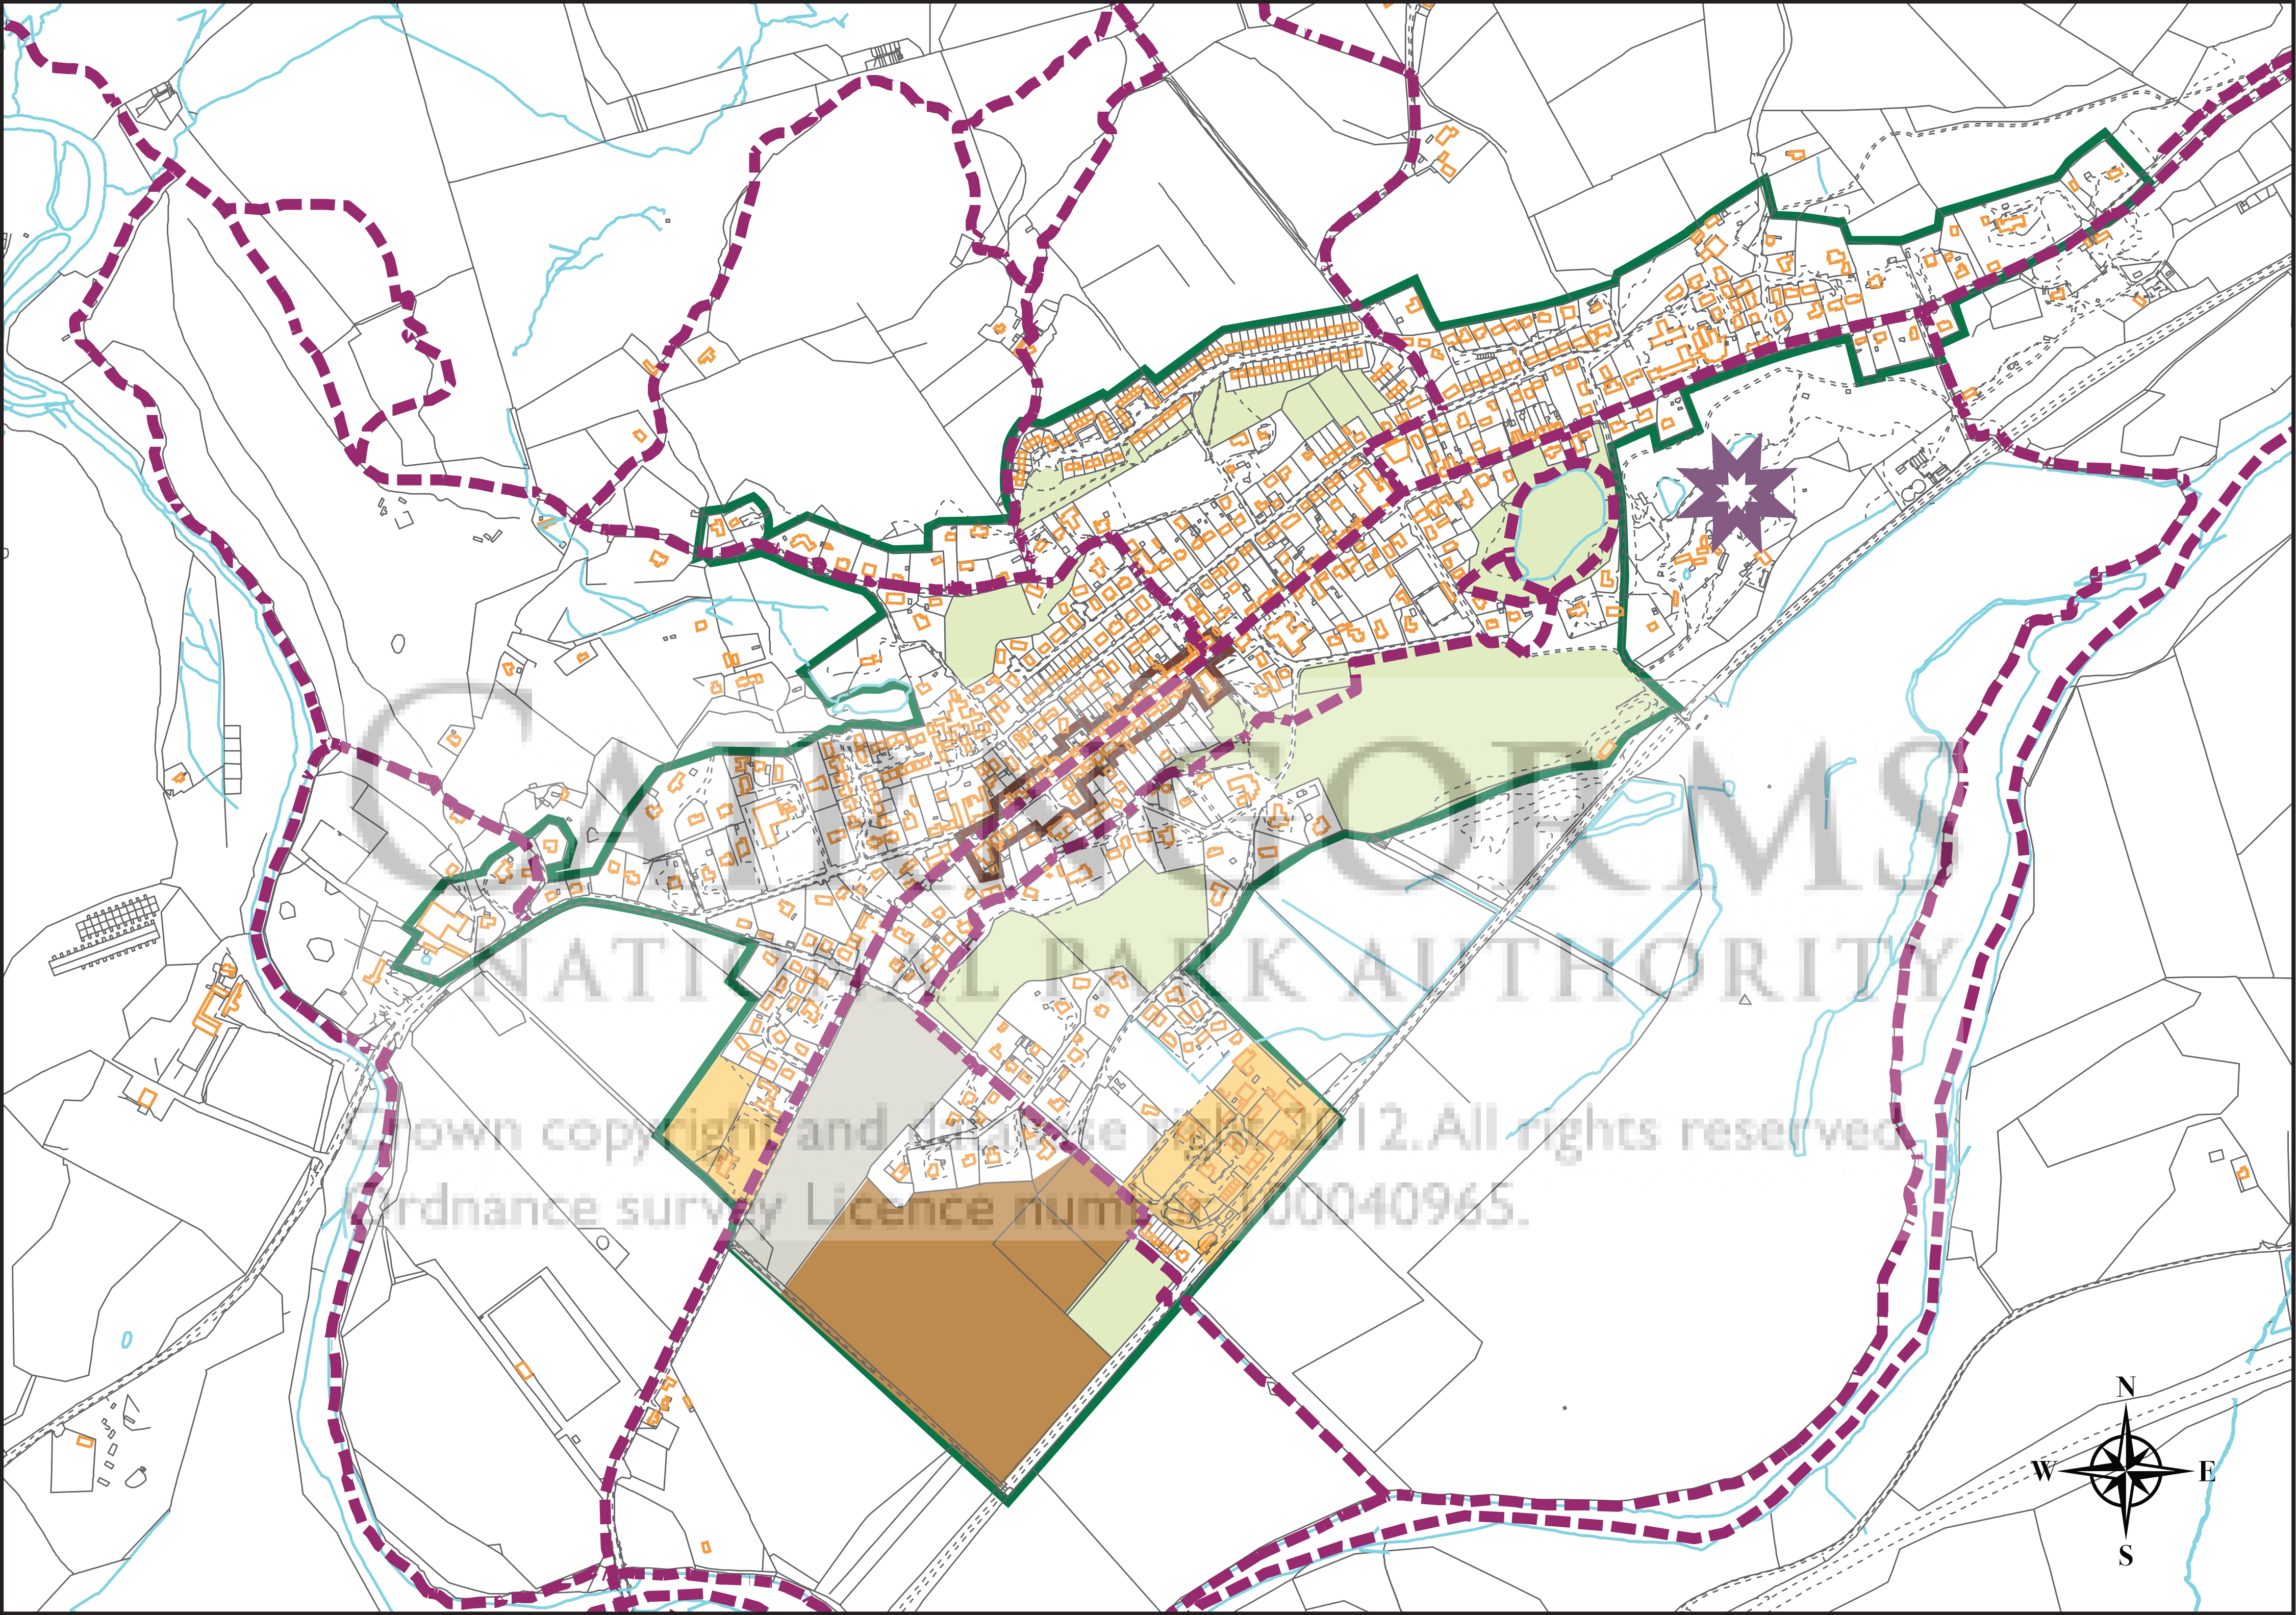 CAIRNGORMS
NATIONAL PARK AUTHORITY
Crown copyright and database right 2012. All rights reserved.
Ordnance survey Licence number 100040965.
N
W E
S